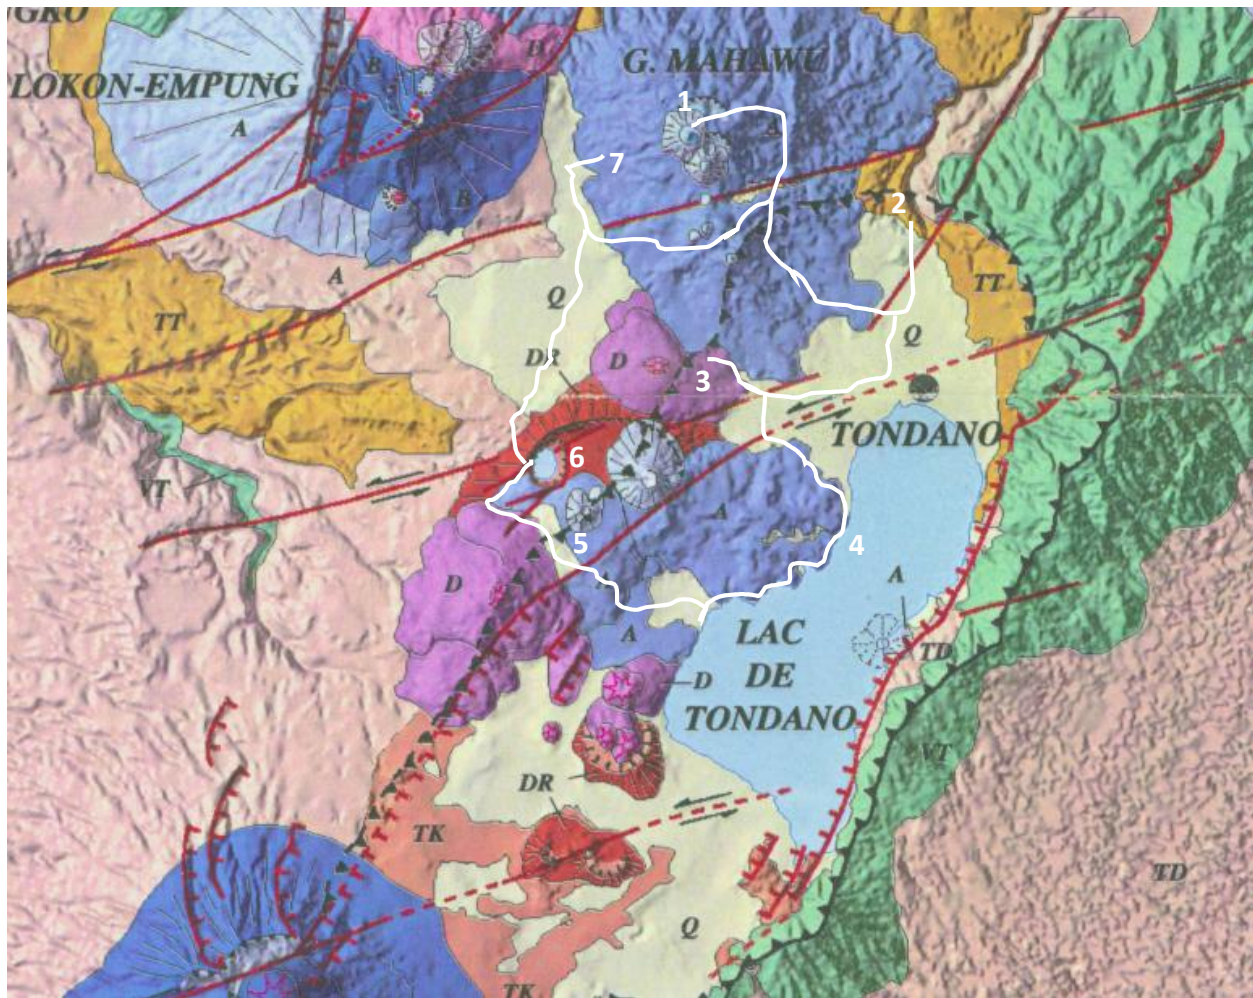 GRO
LOKON-EMPUNG
G. MAHAWU
D
B
A
1
A
7
B
2
A
TT
TT
Q
DR
D
Q
3
TONDANO
VT
6
A
5
4
D
A
A
LAC
DE
TONDANO
TD
D
VT
DR
TK
TD
Q
TK